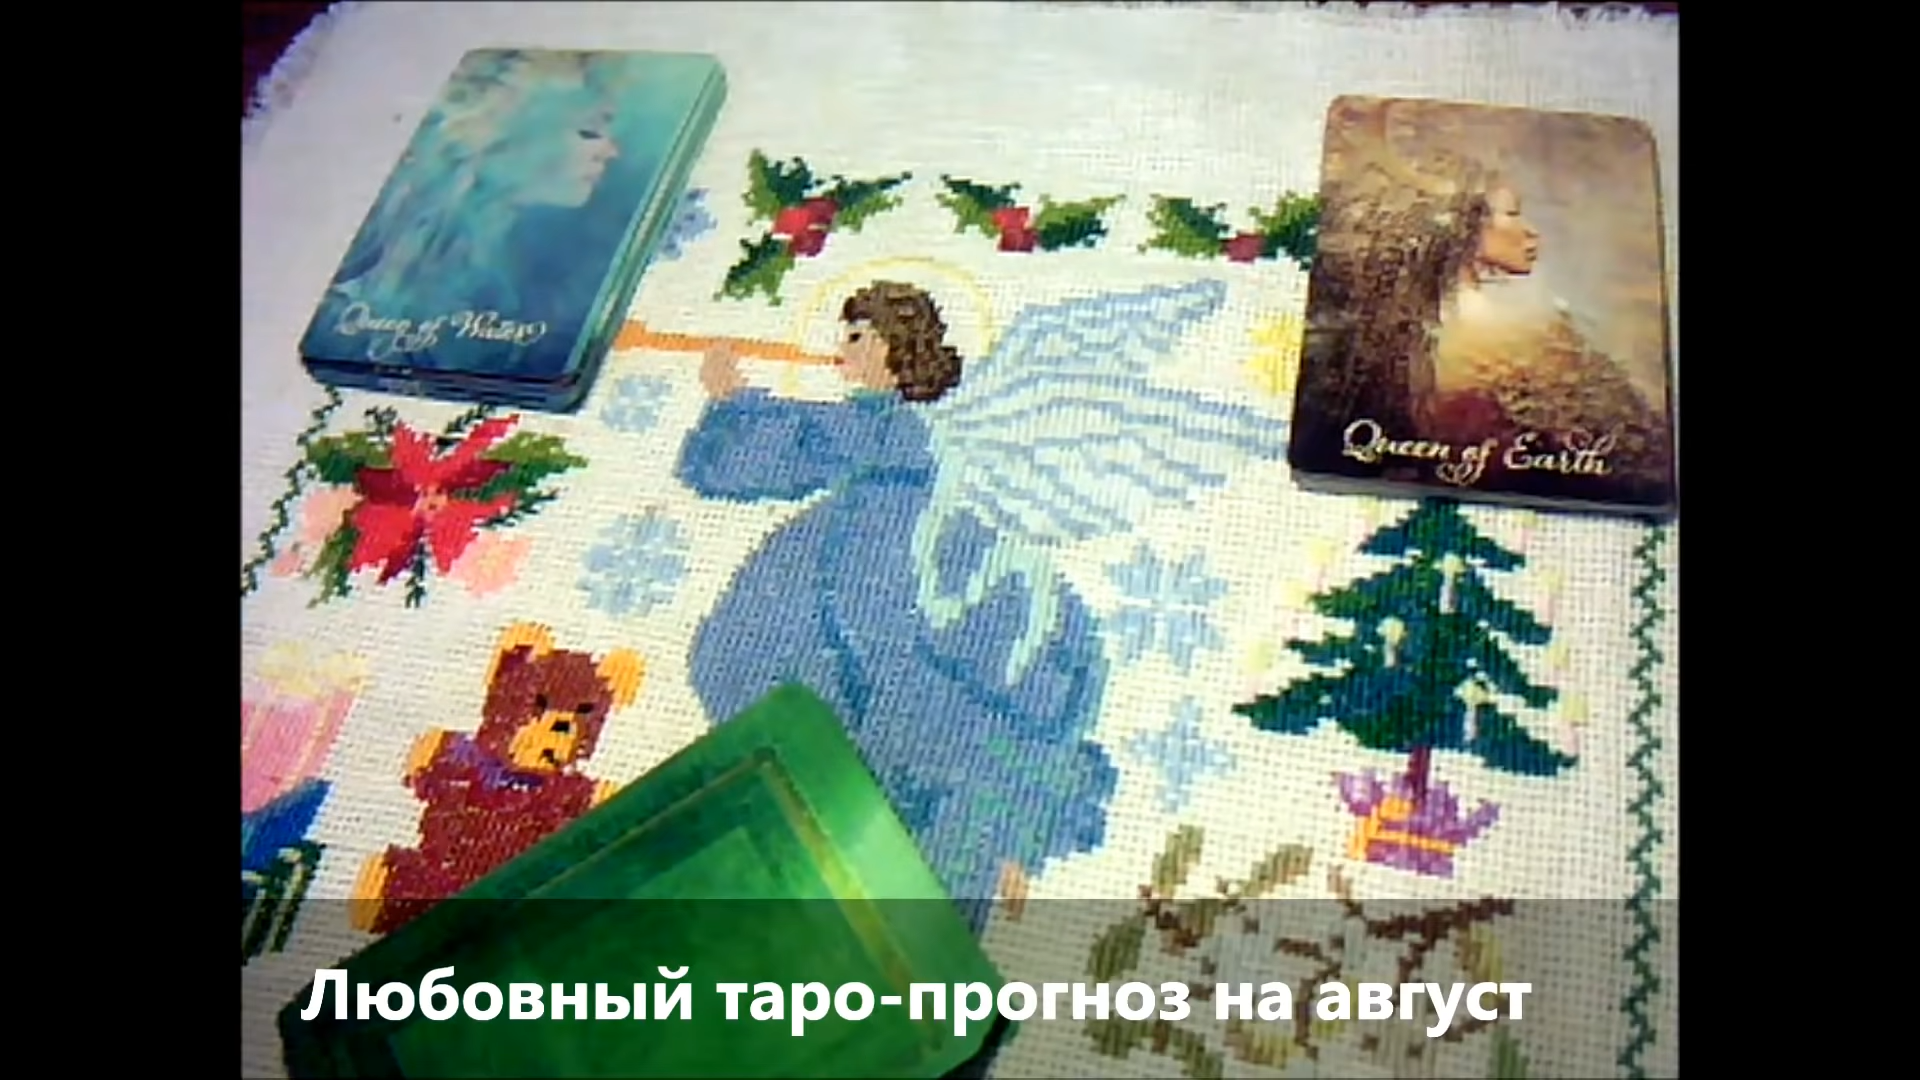 Queen of Water
Queen of Earth
Любовный таро-прогноз на август